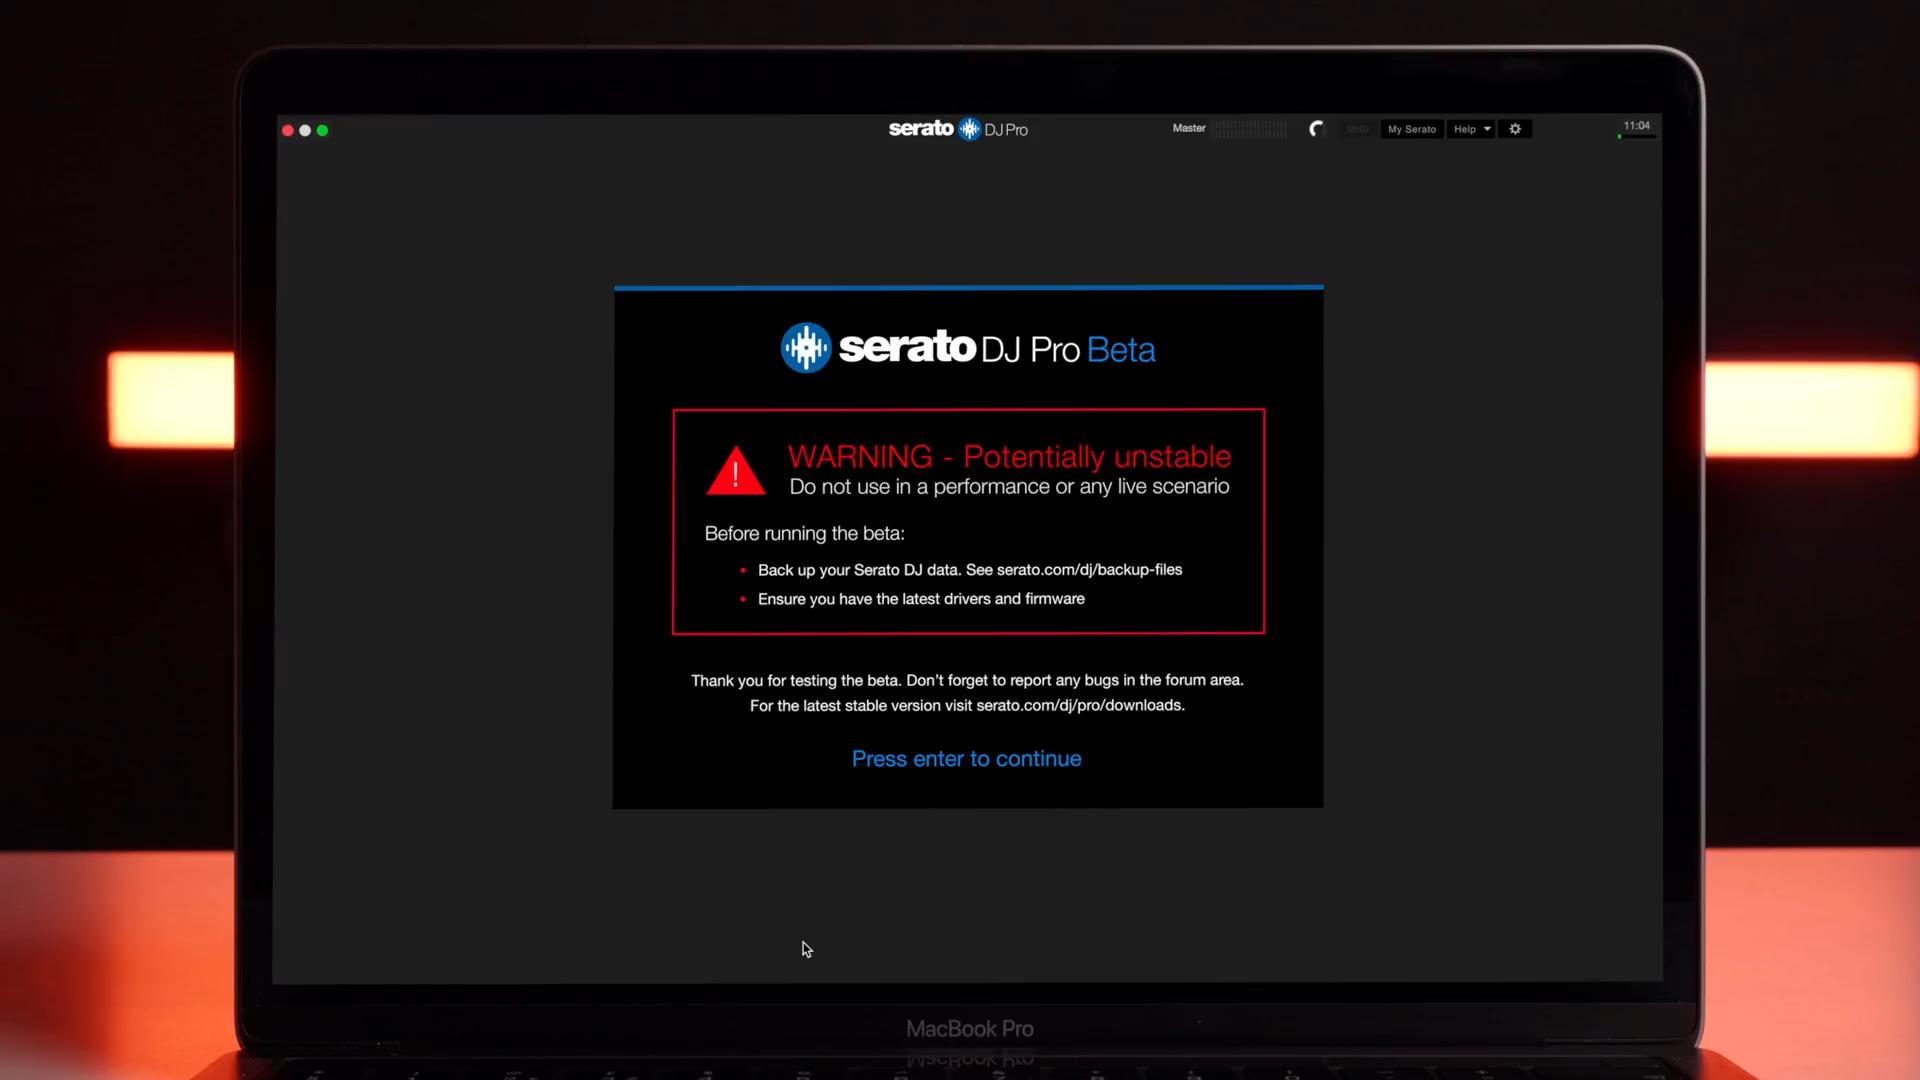 serato DJ Pro
Master
MIDI
My Serato
Help
11:04
serato DJ Pro Beta
!
WARNING - Potentially unstable
Do not use in a performance or any live scenario
Before running the beta:
• Back up your Serato DJ data. See serato.com/dj/backup-files
• Ensure you have the latest drivers and firmware
Thank you for testing the beta. Don't forget to report any bugs in the forum area.
For the latest stable version visit serato.com/dj/pro/downloads.
Press enter to continue
MacBook Pro